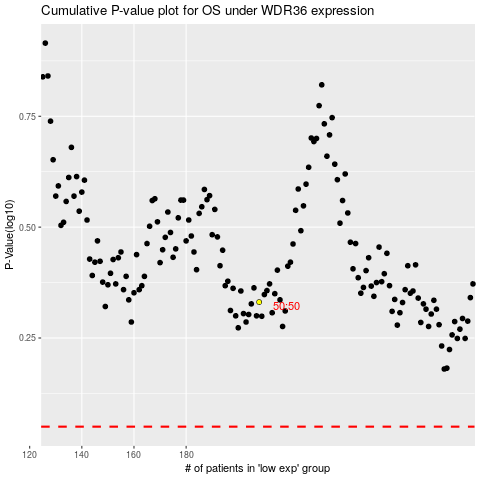 Cumulative P-value plot for OS under WDR36 expression
P-Value(log10)
0.75
0.50
0.25
50:50
120 140 160 180
# of patients in 'low exp' group